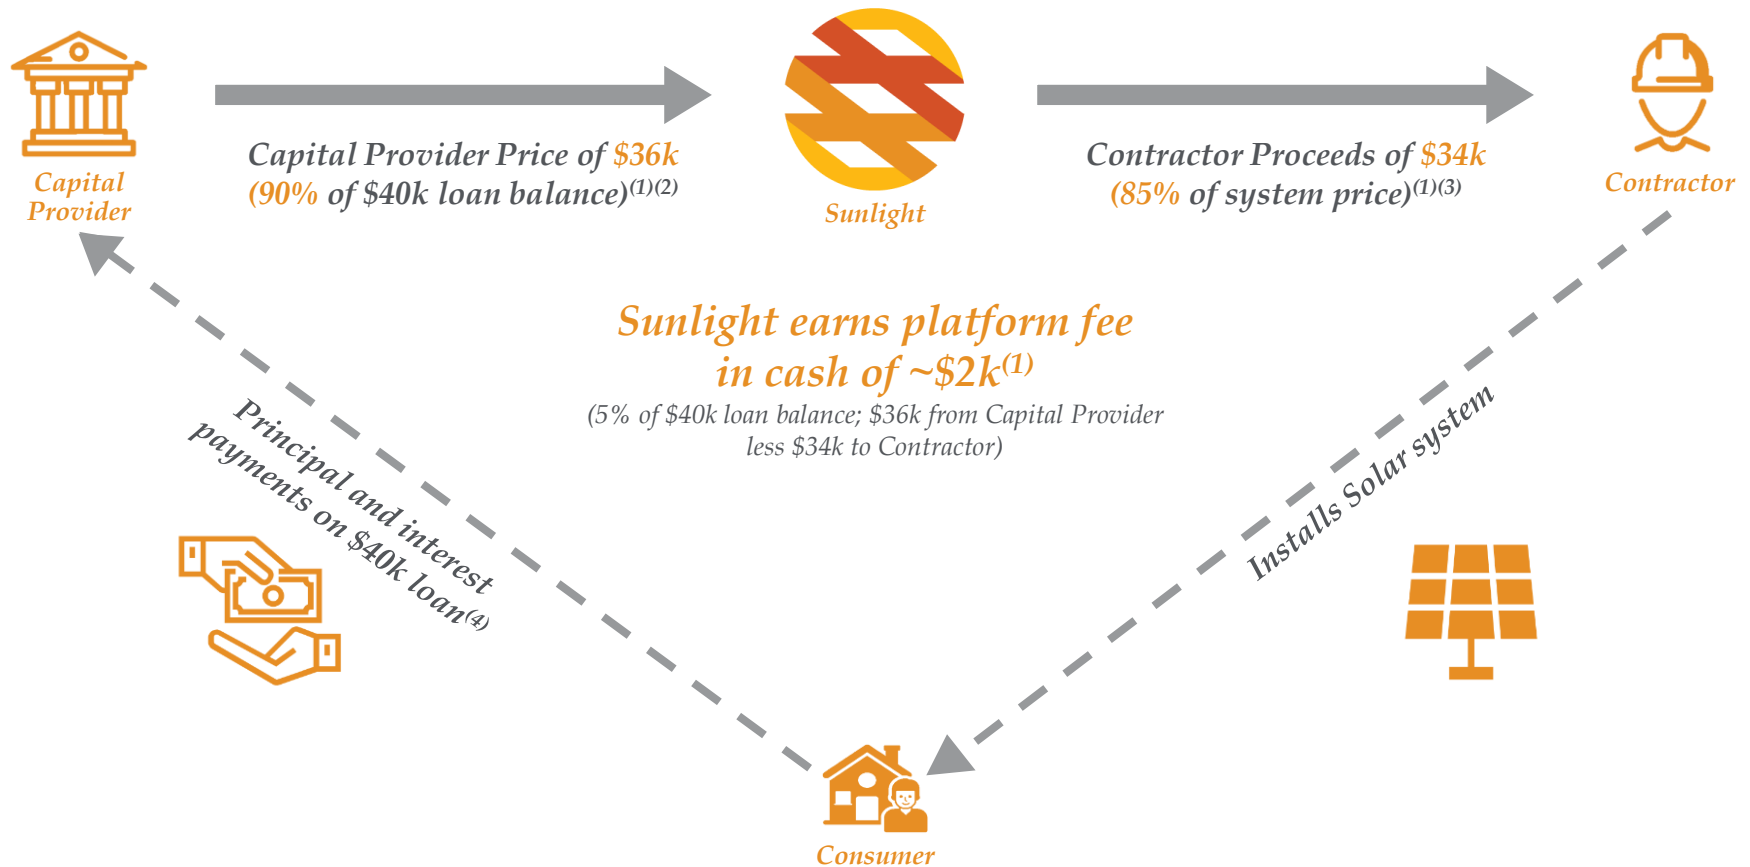 Capital Provider Price of $36k
(90% of $40k loan balance)(1)(2)
Contractor Proceeds of $34k
(85% of system price)(1)(3)
Capital
Provider
Sunlight
Contractor
Sunlight earns platform fee
in cash of ~$2k(1)
(5% of $40k loan balance; $36k from Capital Provider
less $34k to Contractor)
Principal and interest
payments on $40k loan(4)
Installs Solar system
Consumer